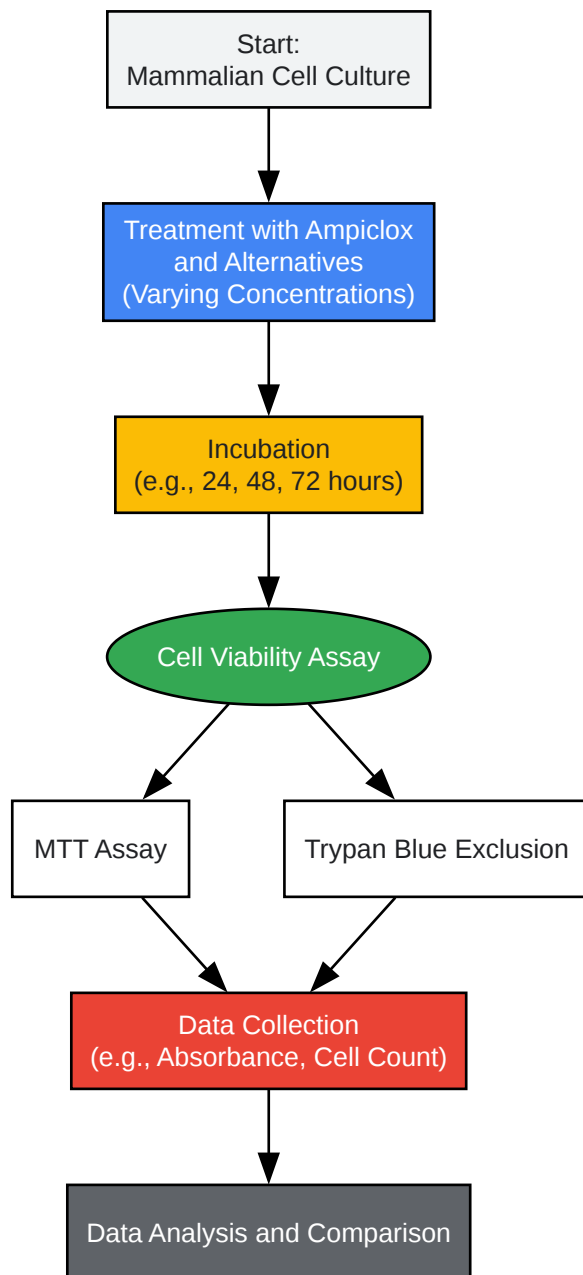 Start:
Mammalian Cell Culture
Treatment with Ampiclox
and Alternatives
(Varying Concentrations)
Incubation
(e.g., 24, 48, 72 hours)
Cell Viability Assay
MTT Assay
Trypan Blue Exclusion
Data Collection
(e.g., Absorbance, Cell Count)
Data Analysis and Comparison